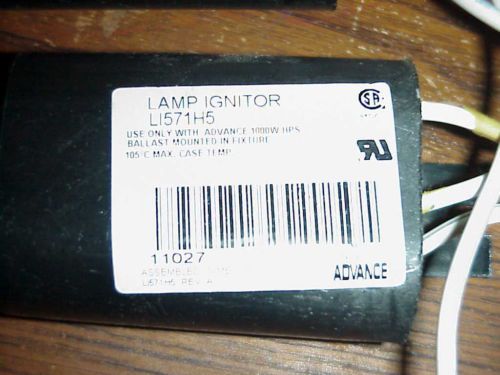 LAMP IGNITOR
LI571H5
USE ONLY WITH ADVANCE 1000W HPS
BALLAST MOUNTED IN FIXTURE
105°C MAX. CASE TEMP
11027
ASSEMBLED
LI571H5 REV. A
ADVANCE